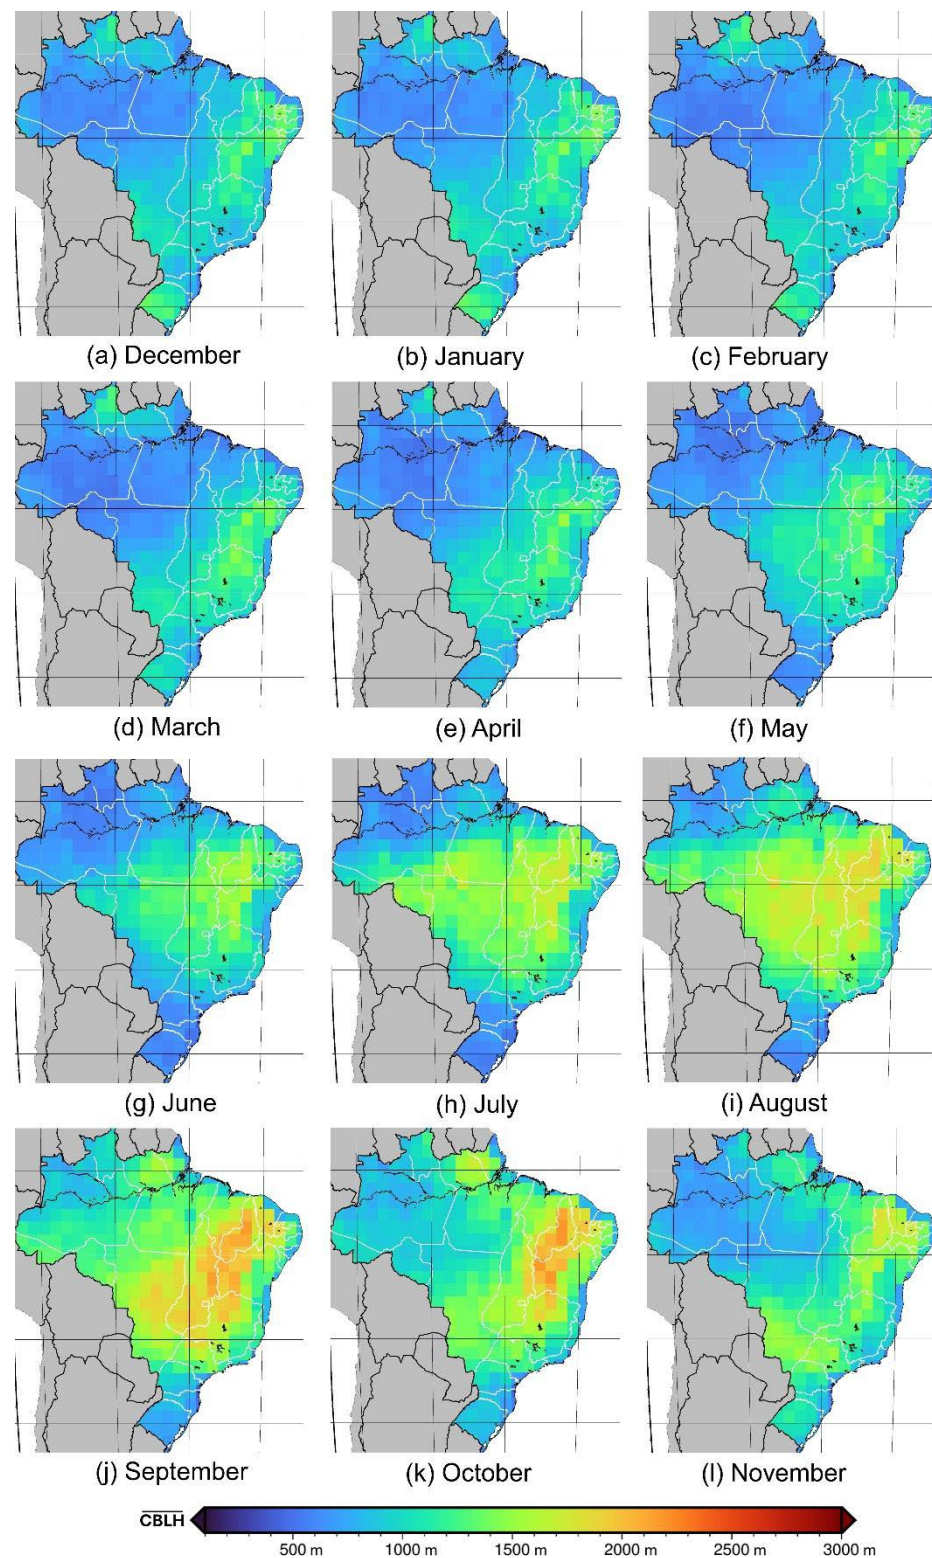 (a) December
(b) January
(c) February
(d) March
(e) April
(f) May
(g) June
(h) July
(i) August
(j) September
(k) October
(l) November
CBLH
500 m 1000 m 1500 m 2000 m 2500 m 3000 m